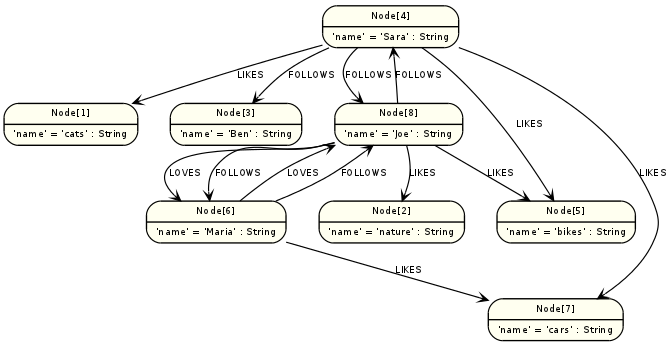 Node[4]
'name' = 'Sara' : String
LIKES
FOLLOWS
FOLLOWS
FOLLOWS
Node[1]
'name' = 'cats' : String
Node[3]
'name' = 'Ben' : String
Node[8]
'name' = 'Joe' : String
LIKES
LOVES
FOLLOWS
LOVES
FOLLOWS
LIKES
LIKES
LIKES
Node[6]
'name' = 'Maria' : String
Node[2]
'name' = 'nature' : String
Node[5]
'name' = 'bikes' : String
LIKES
Node[7]
'name' = 'cars' : String